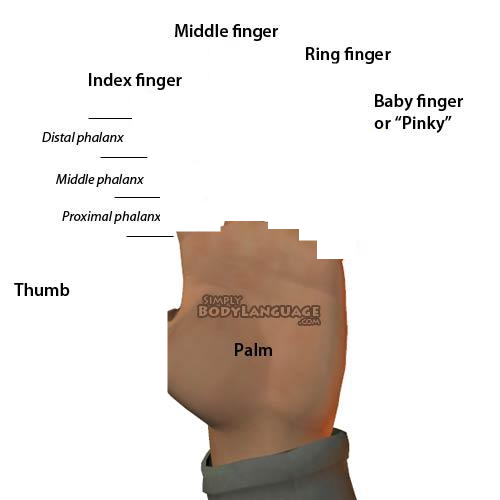 Middle finger
Ring finger
Index finger
Baby finger
or “Pinky”
Distal phalanx
Middle phalanx
Proximal phalanx
Thumb
SIMPLY
BODYLANGUAGE
.COM
Palm